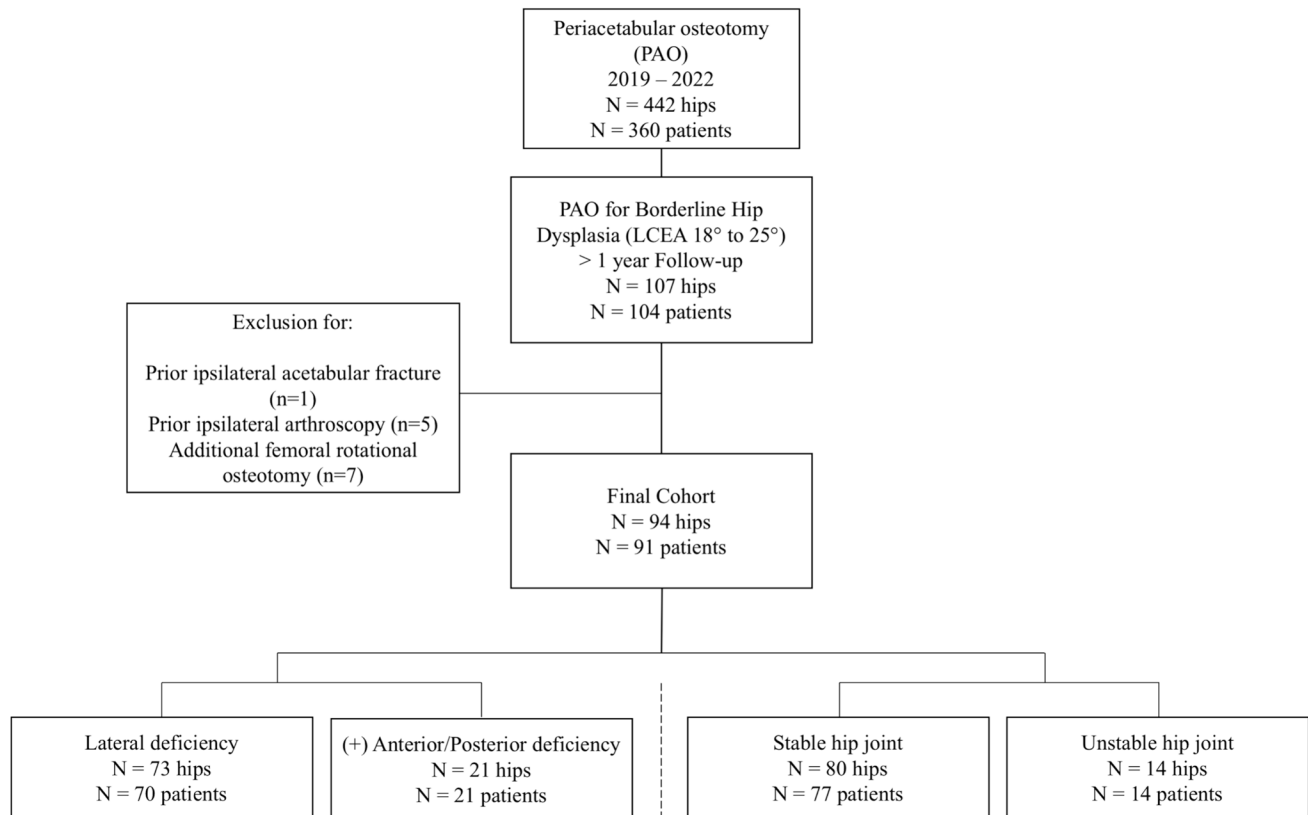 Periacetabular osteotomy
(PAO)
2019 – 2022
N = 442 hips
N = 360 patients
PAO for Borderline Hip
Dysplasia (LCEA 18° to 25°)
> 1 year Follow-up
N = 107 hips
N = 104 patients
Exclusion for:
Prior ipsilateral acetabular fracture
(n=1)
Prior ipsilateral arthroscopy (n=5)
Additional femoral rotational
osteotomy (n=7)
Final Cohort
N = 94 hips
N = 91 patients
Lateral deficiency
N = 73 hips
N = 70 patients
(+) Anterior/Posterior deficiency
N = 21 hips
N = 21 patients
Stable hip joint
N = 80 hips
N = 77 patients
Unstable hip joint
N = 14 hips
N = 14 patients